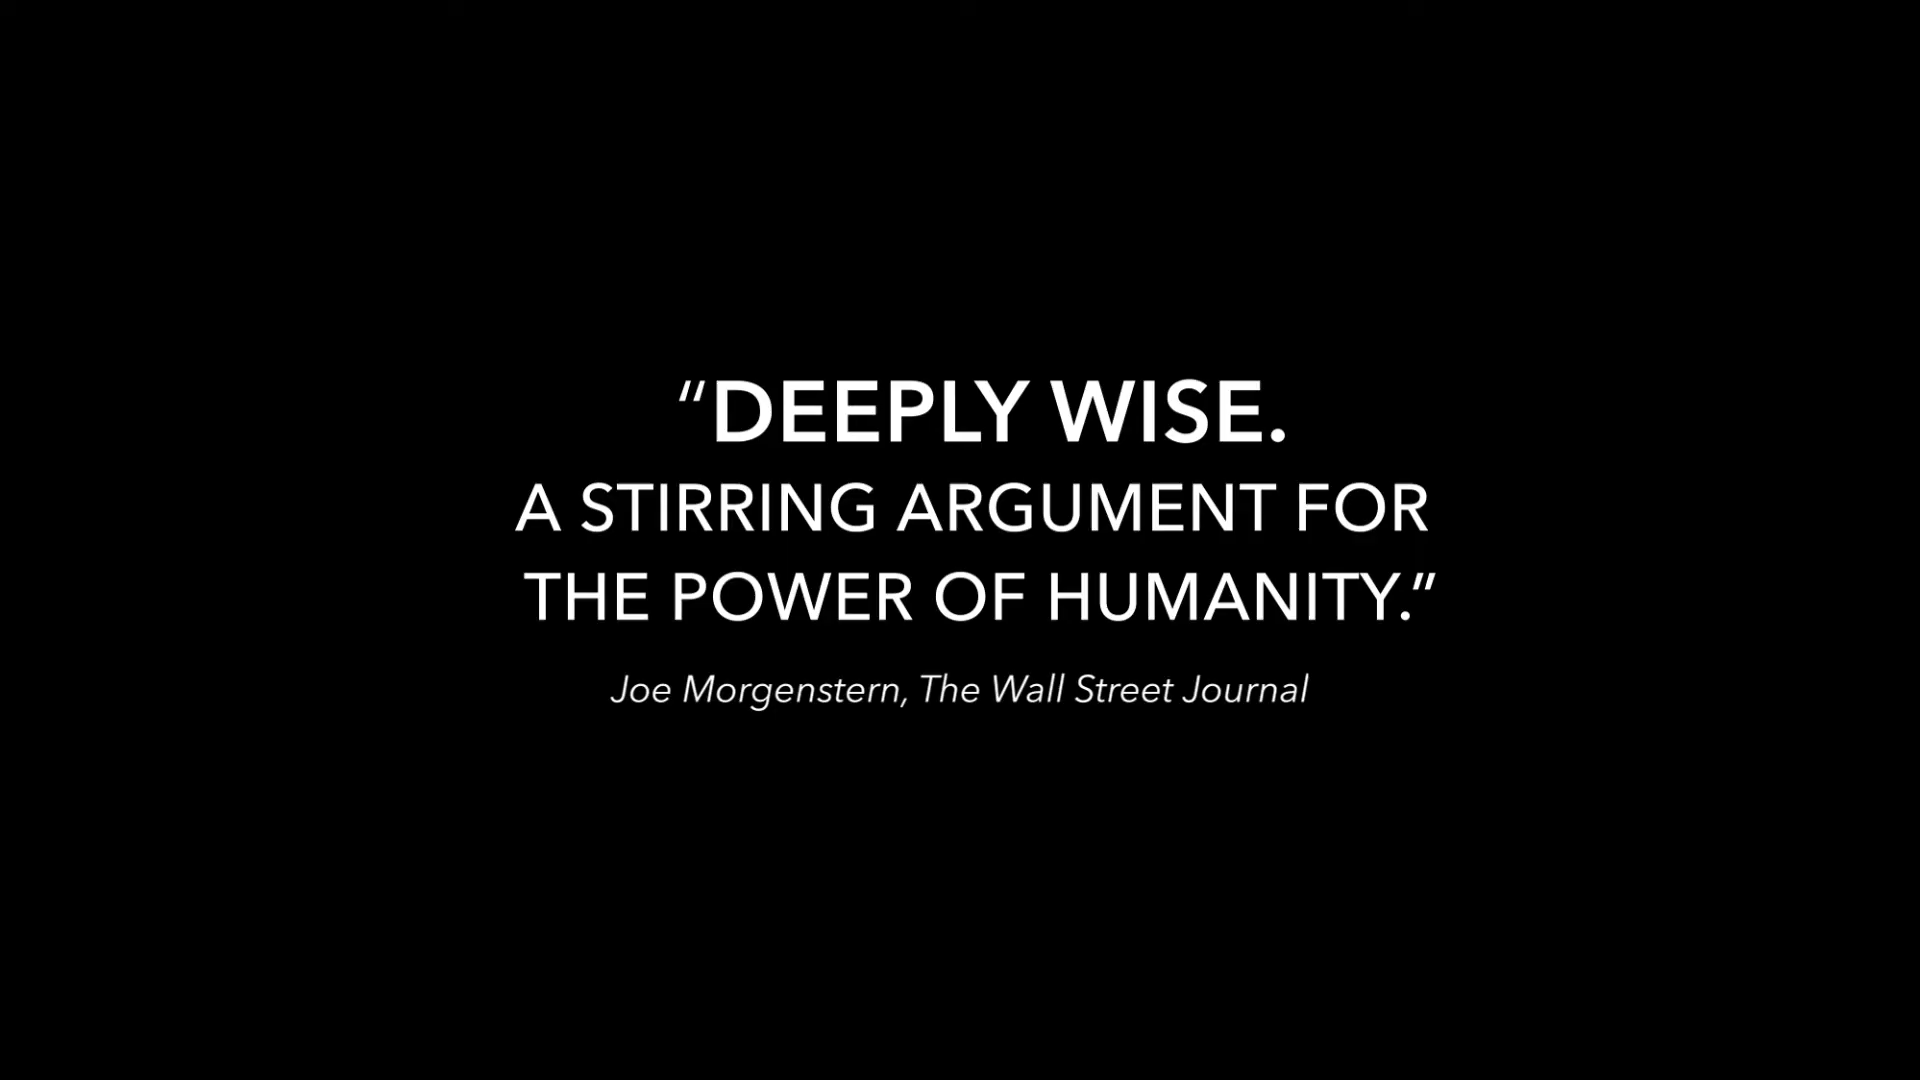 “DEEPLY WISE.
A STIRRING ARGUMENT FOR
THE POWER OF HUMANITY.”
Joe Morgenstern, The Wall Street Journal